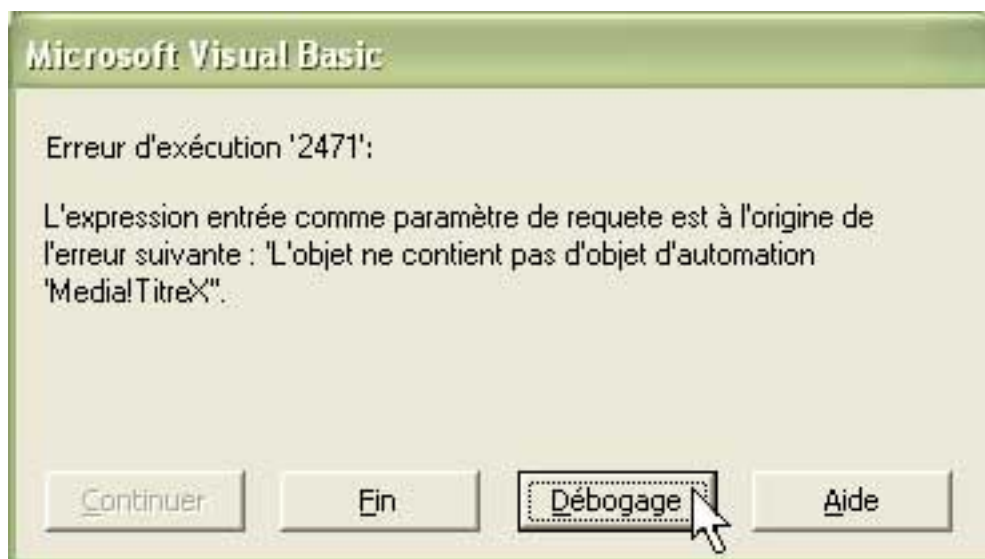 Microsoft Visual Basic
Erreur d'exécution '2471':
L'expression entrée comme paramètre de requete est à l'origine de
l'erreur suivante : 'L'objet ne contient pas d'objet d'automation
'Media!TitreX''.
Continuer Fin Débogage Aide